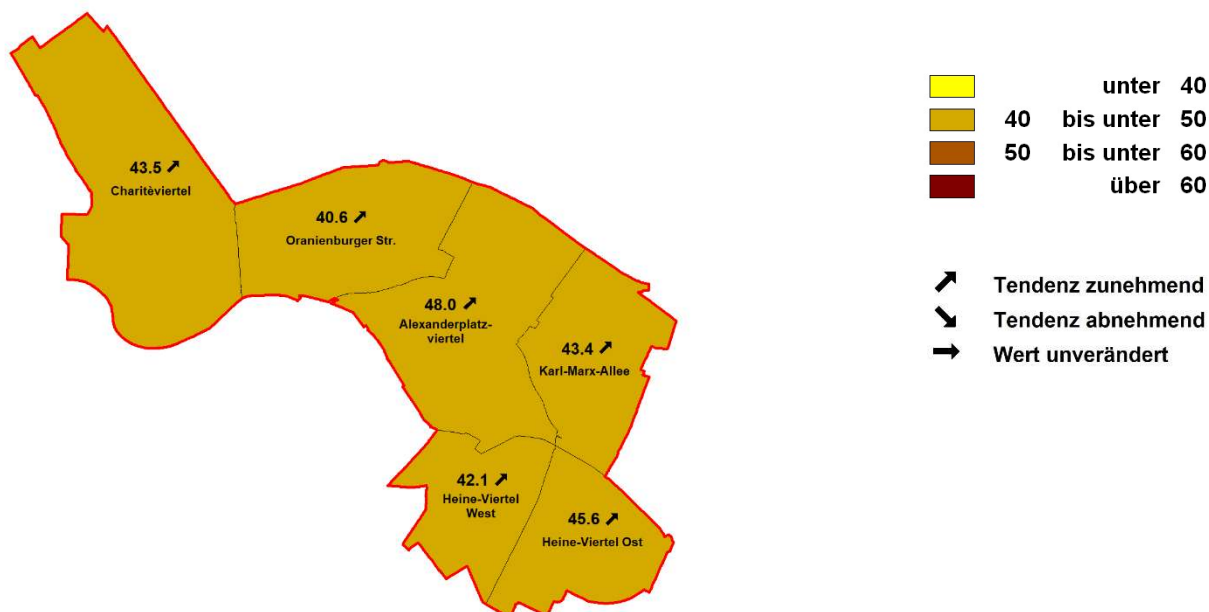 43.5
Charitèviertel
40.6
Oranienburger Str.
48.0
Alexanderplatz-
viertel
43.4
Karl-Marx-Allee
42.1
Heine-Viertel
West
45.6
Heine-Viertel Ost
unter 40
40 bis unter 50
50 bis unter 60
über 60
Tendenz zunehmend
Tendenz abnehmend
Wert unverändert